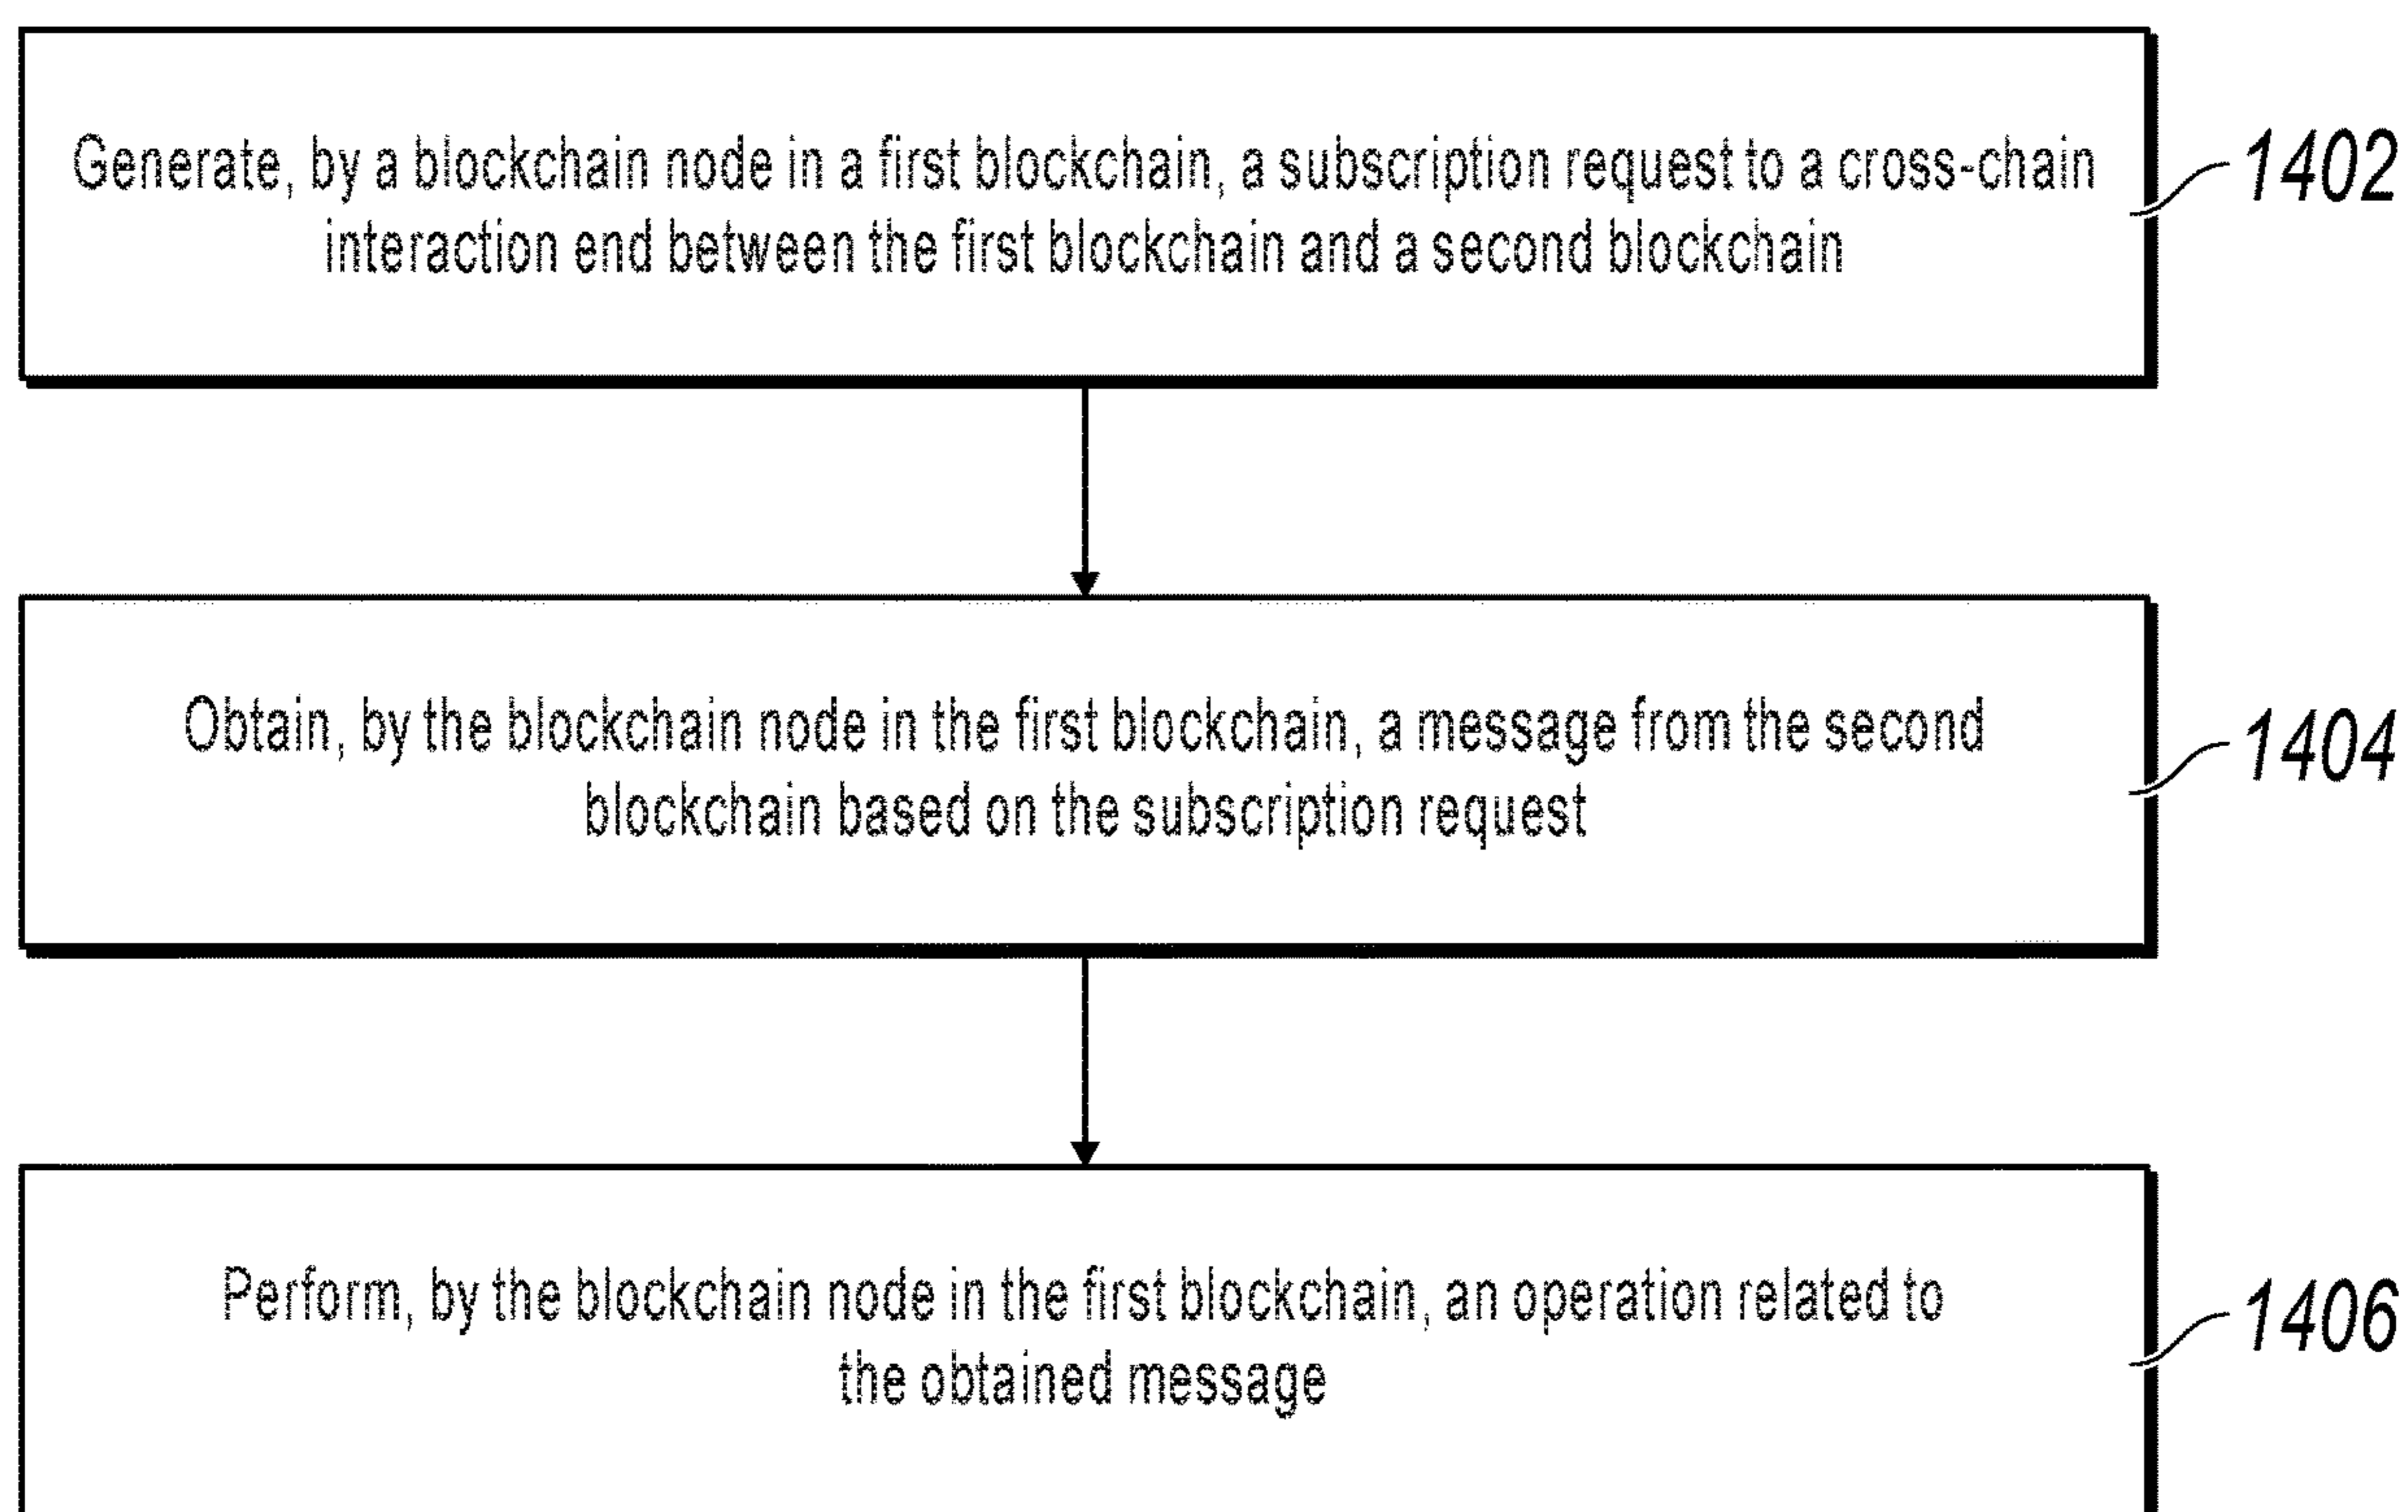 Generate, by a blockchain node in a first blockchain, a subscription request to a cross-chain
interaction end between the first blockchain and a second blockchain
1402
Obtain, by the blockchain node in the first blockchain, a message from the second
blockchain based on the subscription request
1404
Perform, by the blockchain node in the first blockchain, an operation related to
the obtained message
1406